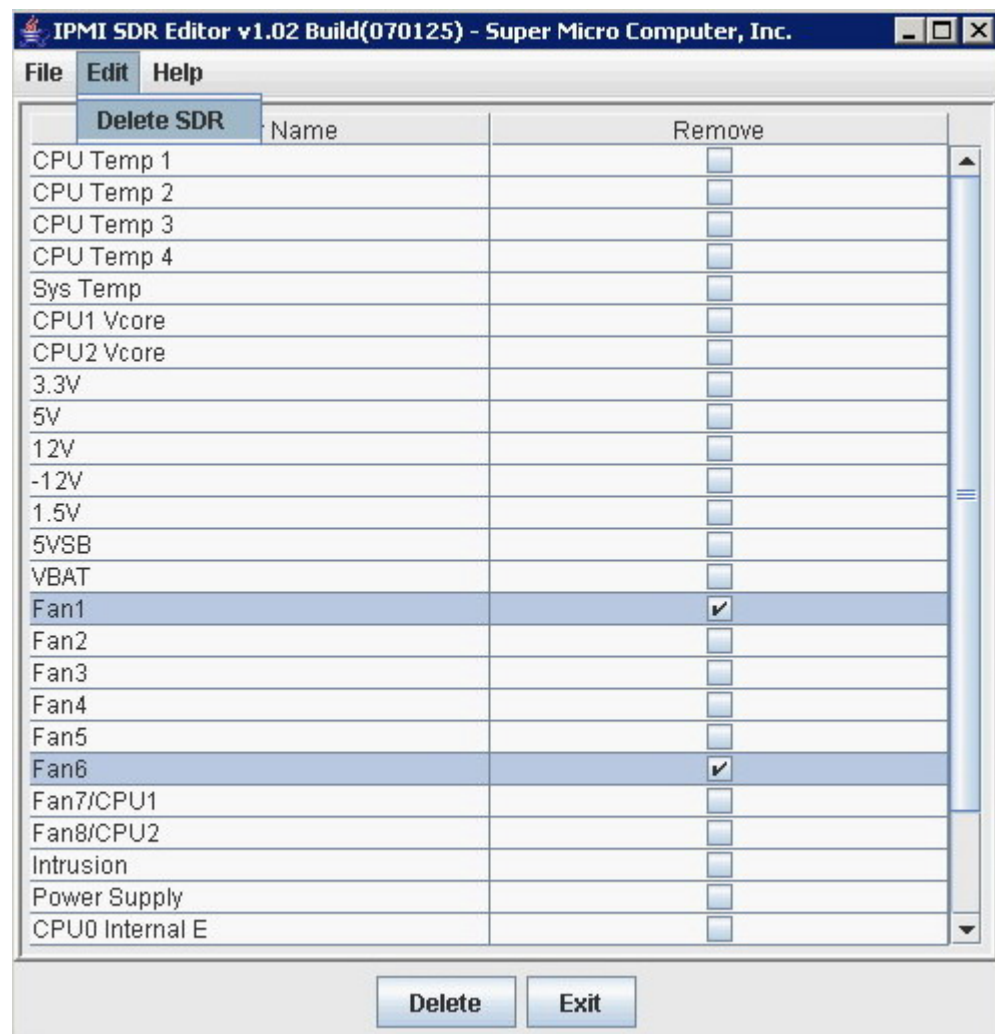 IPMI SDR Editor v1.02 Build(070125) - Super Micro Computer, Inc.
File Edit Help
Delete SDR
Name Remove
CPU Temp 1
CPU Temp 2
CPU Temp 3
CPU Temp 4
Sys Temp
CPU1 Vcore
CPU2 Vcore
3.3V
5V
12V
-12V
1.5V
5VSB
VBAT
Fan1
Fan2
Fan3
Fan4
Fan5
Fan6
Fan7/CPU1
Fan8/CPU2
Intrusion
Power Supply
CPU0 Internal E
Delete Exit